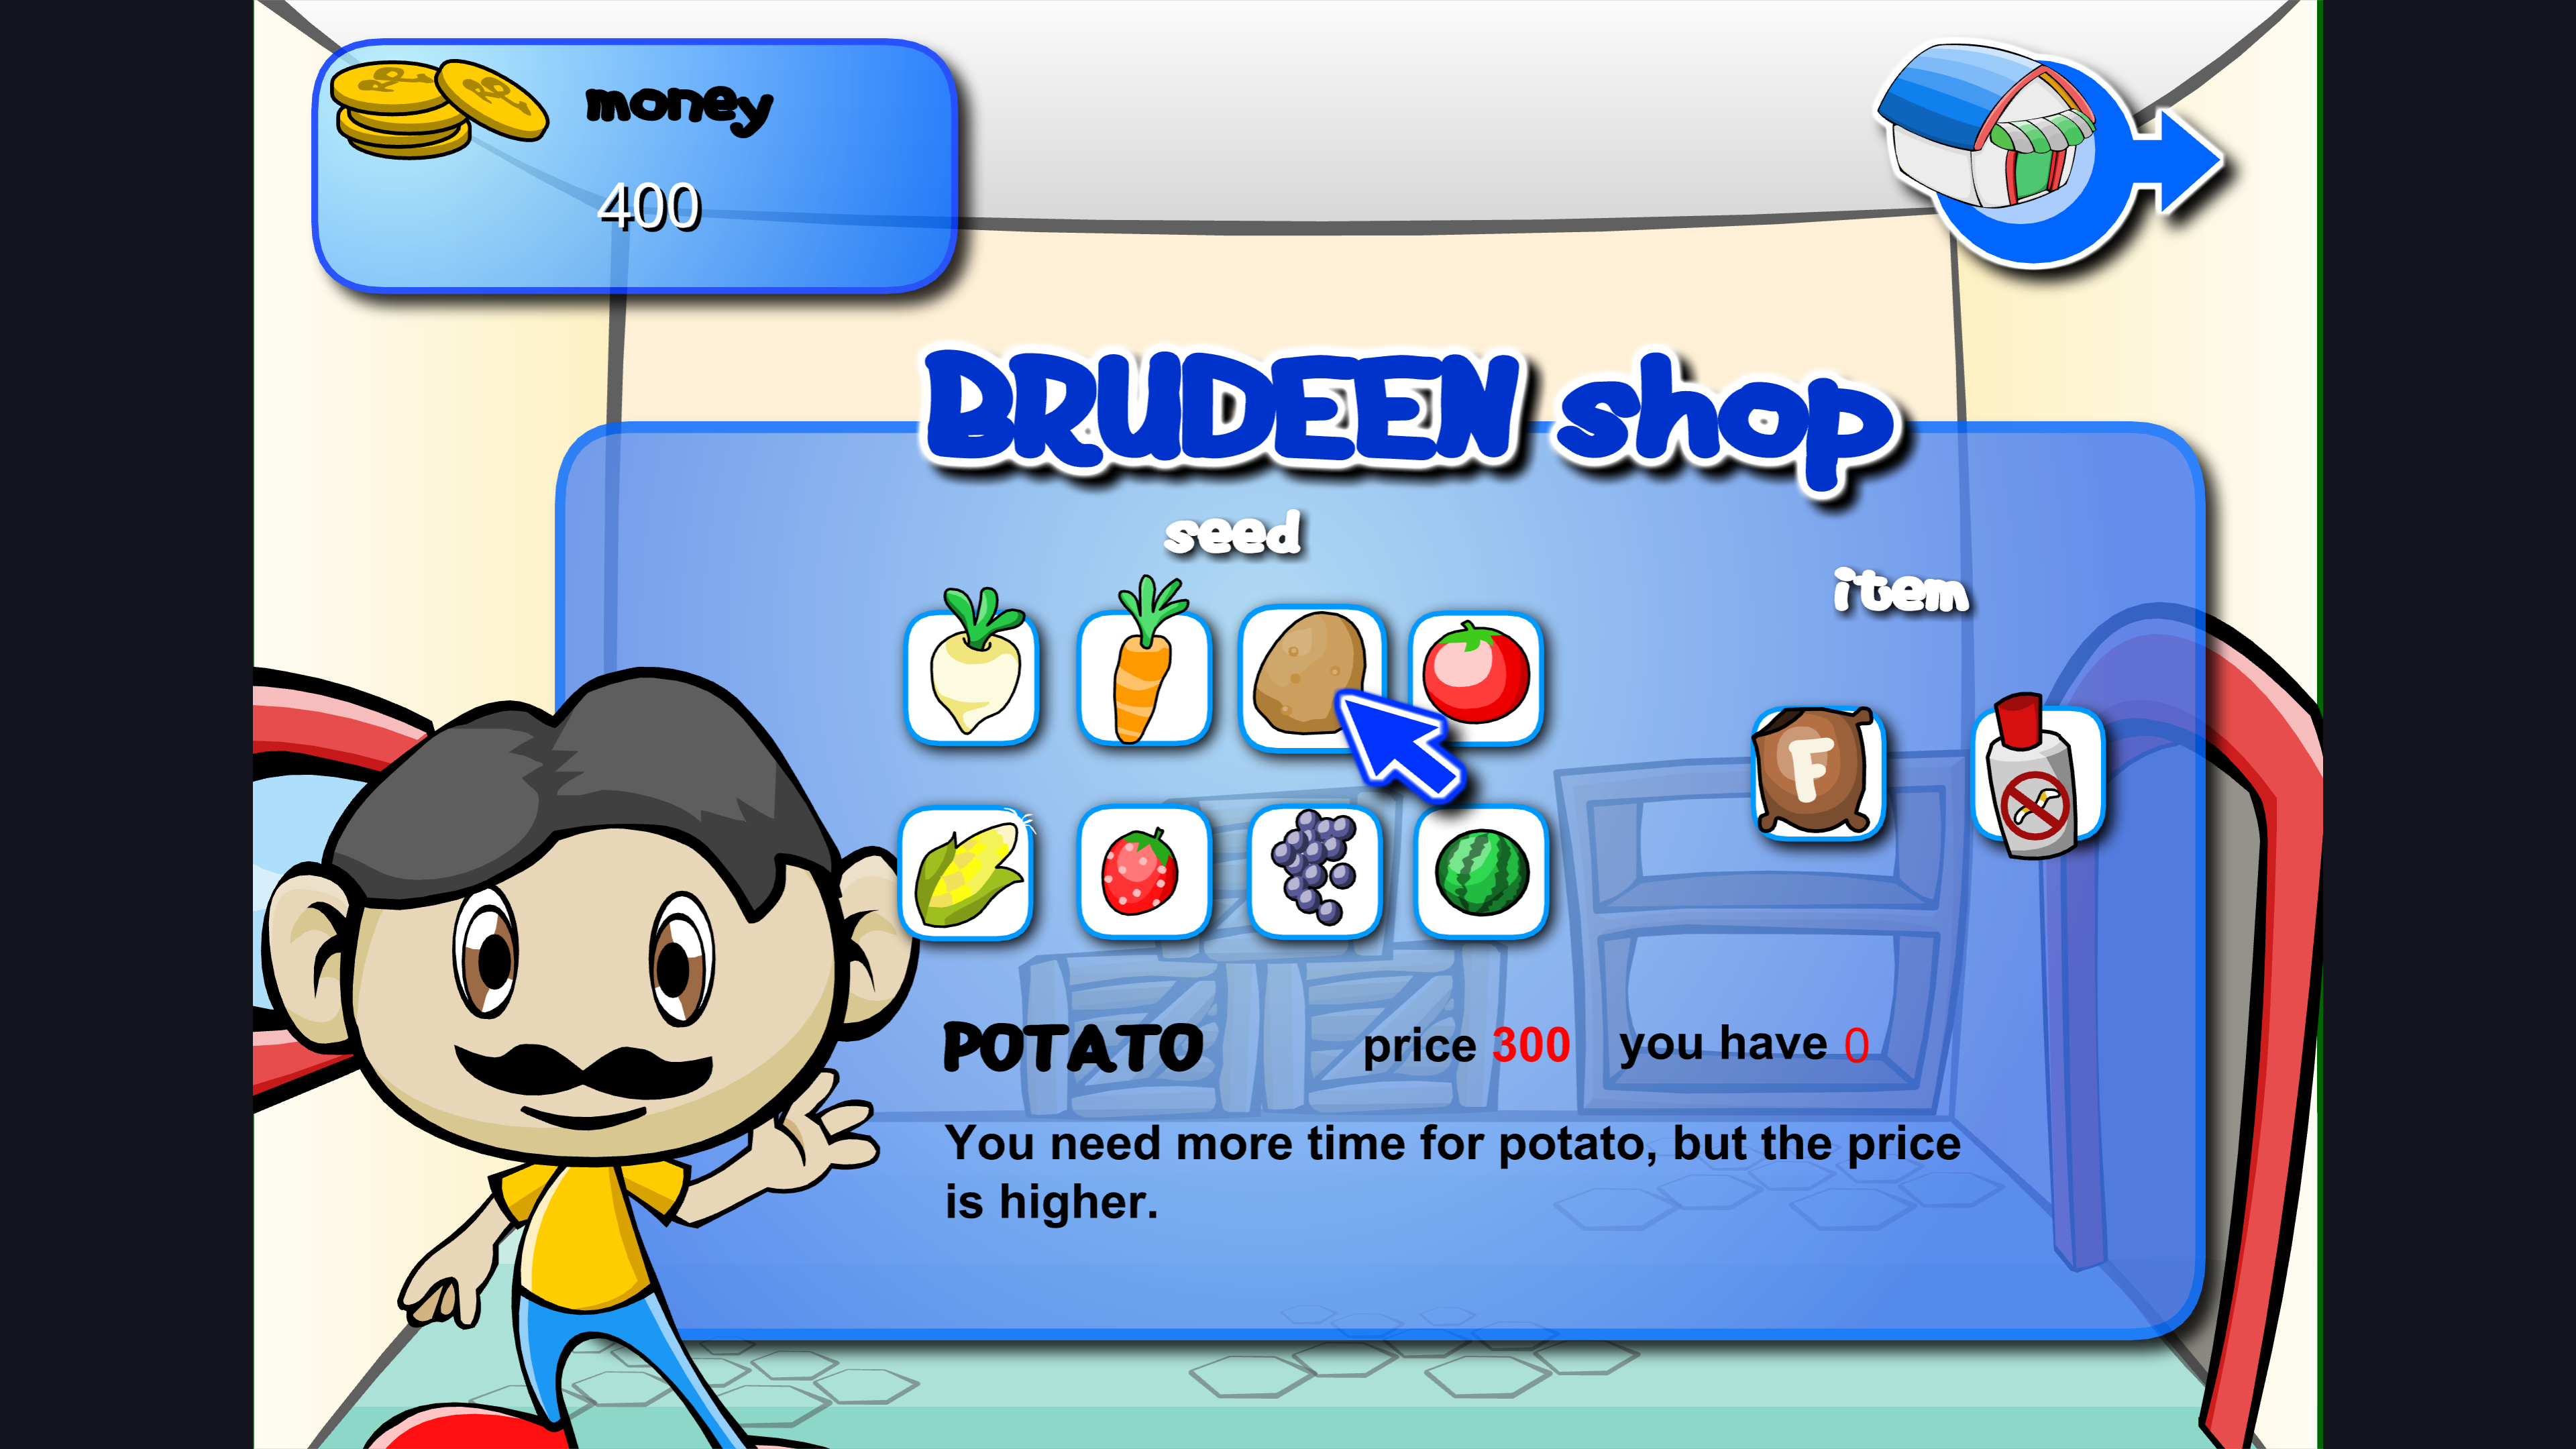 money
400
BRUDEEN shop
seed
item
F
POTATO price 300 you have 0
You need more time for potato, but the price
is higher.